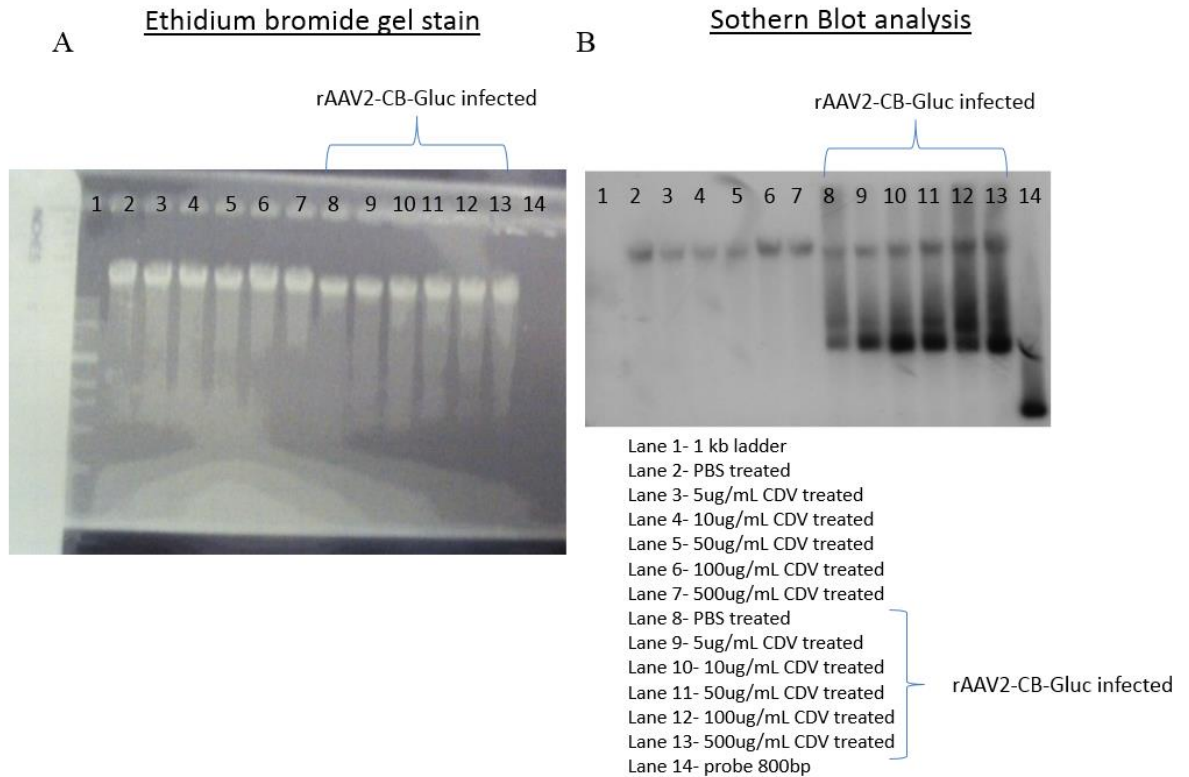 Ethidium bromide gel stain
A
rAAV2-CB-Gluc infected
1 2 3 4 5 6 7 8 9 10 11 12 13 14
Sothern Blot analysis
B
rAAV2-CB-Gluc infected
1 2 3 4 5 6 7 8 9 10 11 12 13 14
Lane 1- 1 kb ladder
Lane 2- PBS treated
Lane 3- 5ug/mL CDV treated
Lane 4- 10ug/mL CDV treated
Lane 5- 50ug/mL CDV treated
Lane 6- 100ug/mL CDV treated
Lane 7- 500ug/mL CDV treated
Lane 8- PBS treated
Lane 9- 5ug/mL CDV treated
Lane 10- 10ug/mL CDV treated
Lane 11- 50ug/mL CDV treated
Lane 12- 100ug/mL CDV treated
Lane 13- 500ug/mL CDV treated
Lane 14- probe 800bp
rAAV2-CB-Gluc infected